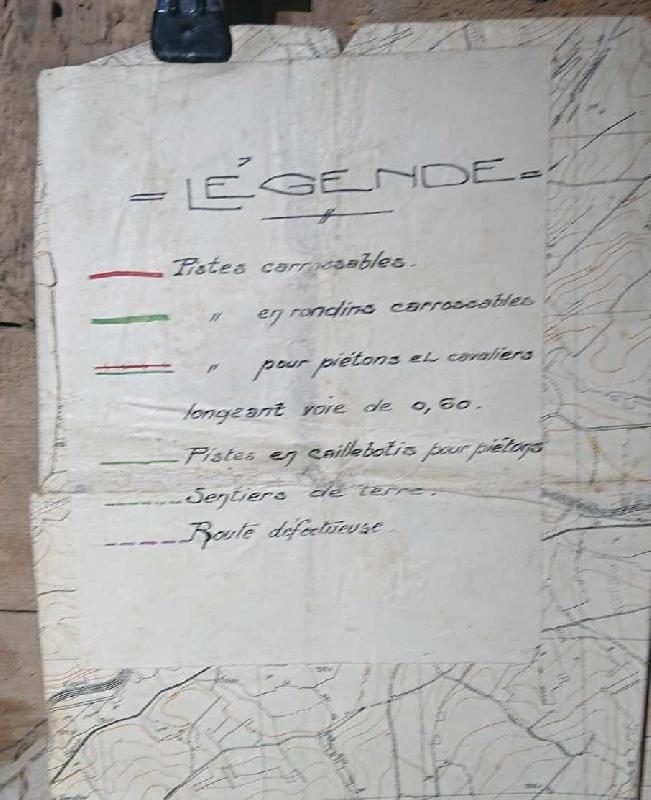 = LÉGENDE =
Pistes carrossables.
" en rondins carrossables
" pour piétons et cavaliers
longeant voie de 0,60.
Pistes en caillebotis pour piétons
Sentiers de terre.
Route défectueuse.